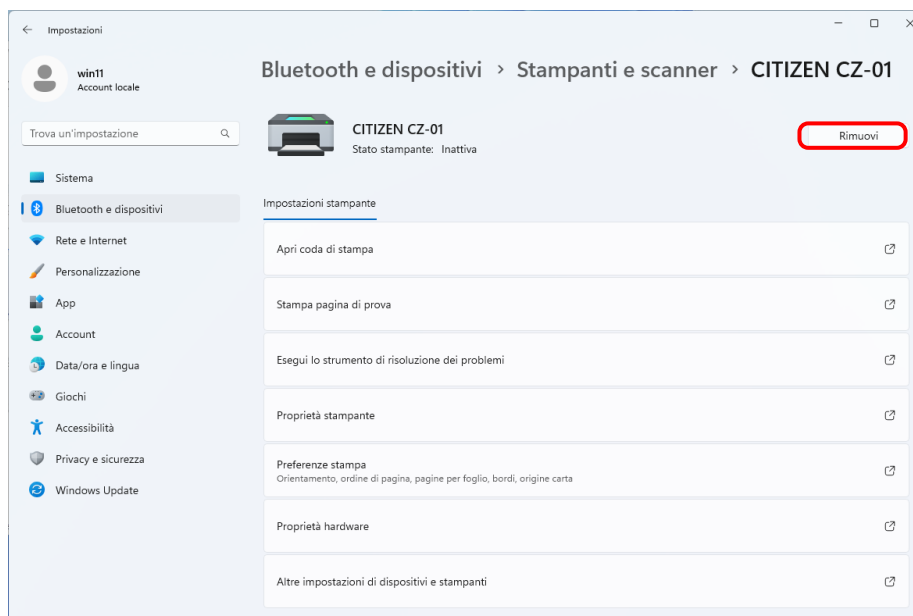 Impostazioni
win11
Account locale
Trova un'impostazione
Sistema
Bluetooth e dispositivi
Rete e Internet
Personalizzazione
App
Account
Data/ora e lingua
Giochi
Accessibilità
Privacy e sicurezza
Windows Update
Bluetooth e dispositivi > Stampanti e scanner > CITIZEN CZ-01
CITIZEN CZ-01
Stato stampante: Inattiva
Rimuovi
Impostazioni stampante
Apri coda di stampa
Stampa pagina di prova
Esegui lo strumento di risoluzione dei problemi
Proprietà stampante
Preferenze stampa
Orientamento, ordine di pagina, pagine per foglio, bordi, origine carta
Proprietà hardware
Altre impostazioni di dispositivi e stampanti